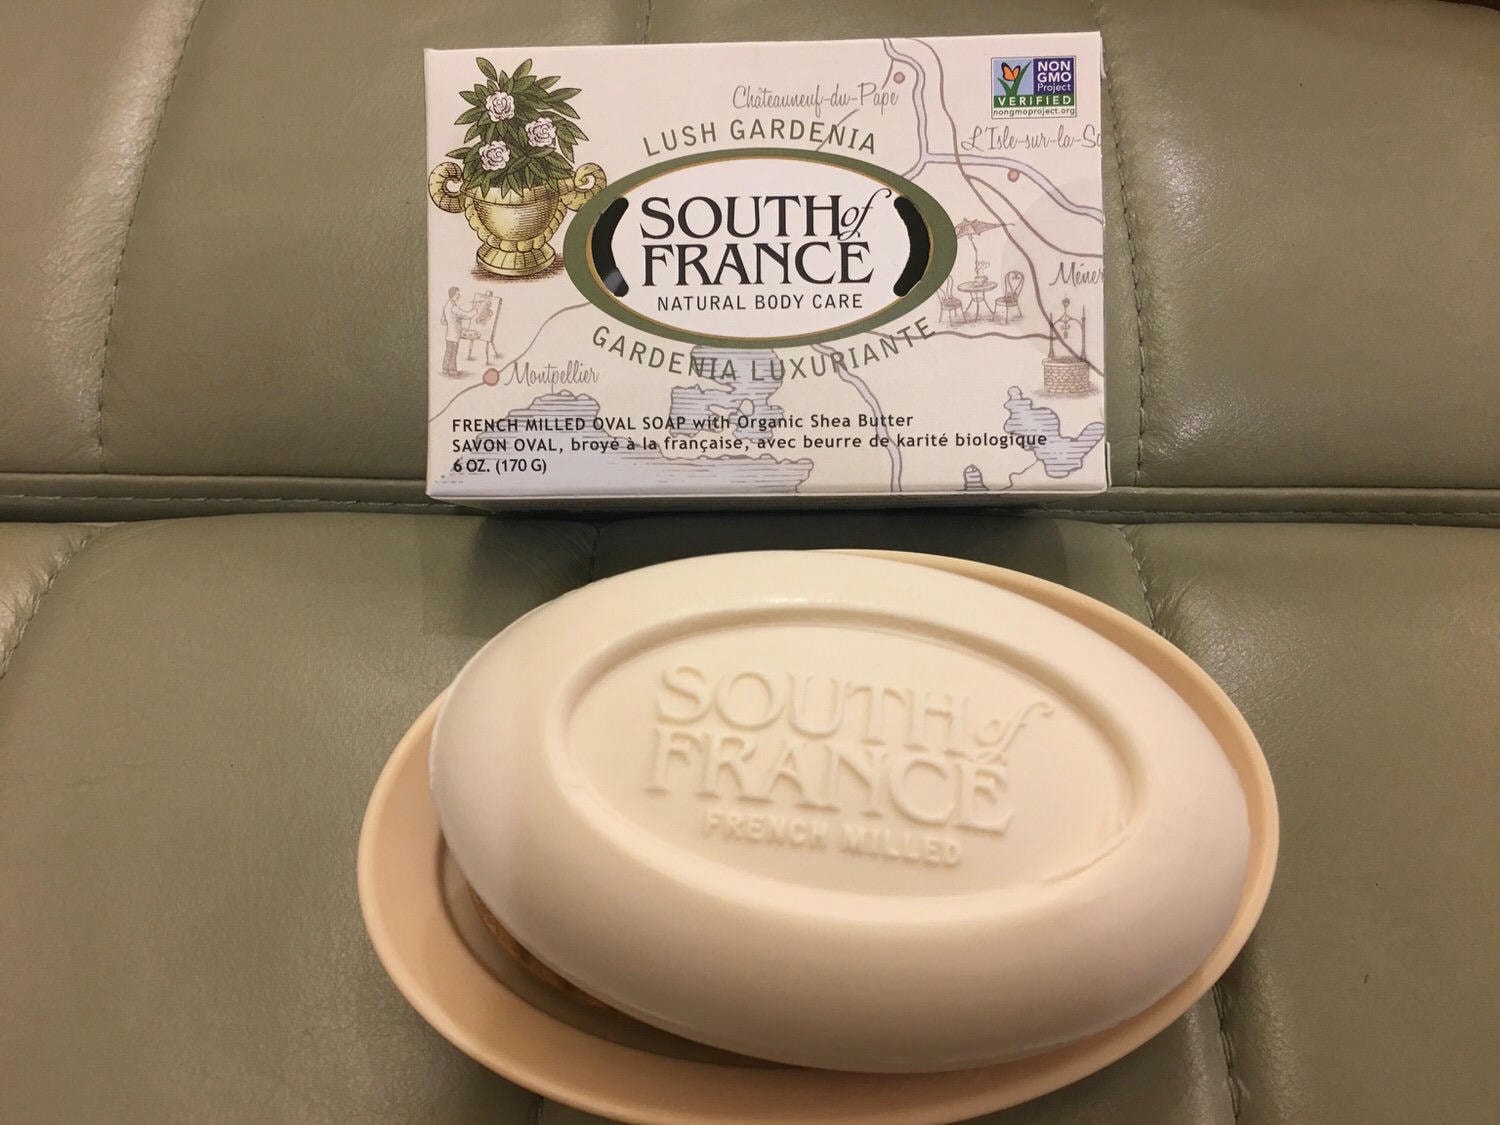 Châteauneuf-du-Pape
NON
GMO
Project
VERIFIED
nongmoproject.org
LUSH GARDENIA
L'Isle-sur-la-So
SOUTH of
FRANCE
NATURAL BODY CARE
Méner
GARDENIA LUXURIANTE
Montpellier
FRENCH MILLED OVAL SOAP with Organic Shea Butter
SAVON OVAL, broyé à la française, avec beurre de karité biologique
6 OZ. (170 G)
SOUTH of
FRANCE
FRENCH MILLED